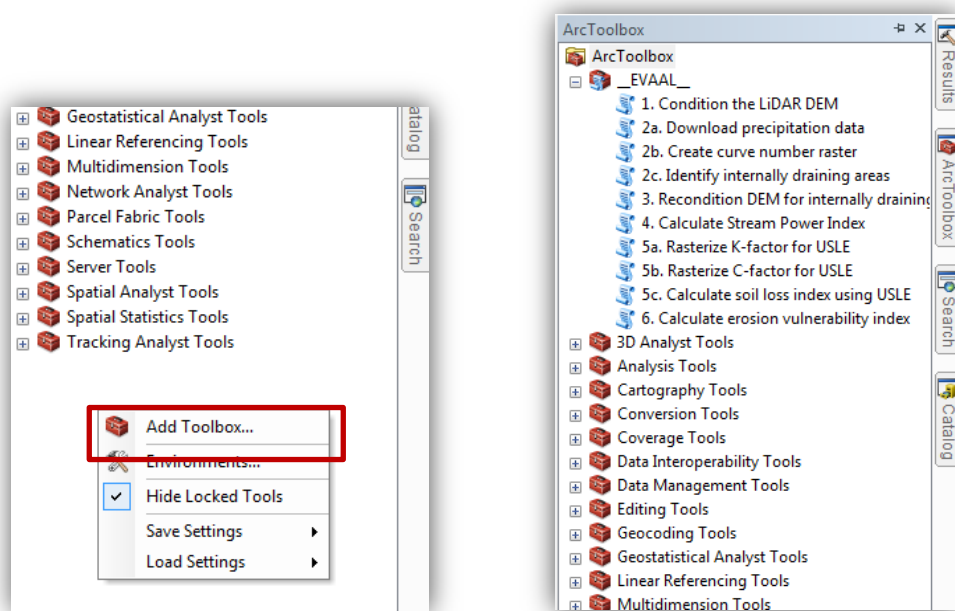 Geostatistical Analyst Tools
Linear Referencing Tools
Multidimension Tools
Network Analyst Tools
Parcel Fabric Tools
Schematics Tools
Server Tools
Spatial Analyst Tools
Spatial Statistics Tools
Tracking Analyst Tools
atalog
Search
Add Toolbox...
Environments...
Hide Locked Tools
Save Settings
Load Settings
ArcToolbox
ArcToolbox
__EVAAL__
1. Condition the LiDAR DEM
2a. Download precipitation data
2b. Create curve number raster
2c. Identify internally draining areas
3. Recondition DEM for internally draining
4. Calculate Stream Power Index
5a. Rasterize K-factor for USLE
5b. Rasterize C-factor for USLE
5c. Calculate soil loss index using USLE
6. Calculate erosion vulnerability index
3D Analyst Tools
Analysis Tools
Cartography Tools
Conversion Tools
Coverage Tools
Data Interoperability Tools
Data Management Tools
Editing Tools
Geocoding Tools
Geostatistical Analyst Tools
Linear Referencing Tools
Multidimension Tools
Results
ArcToolbox
Search
Catalog